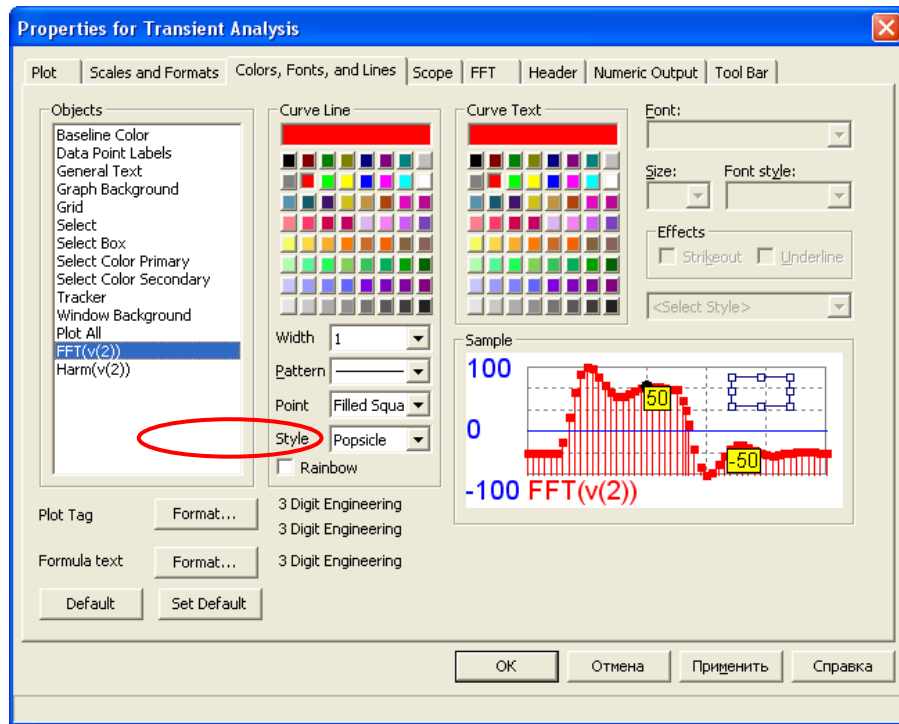 Properties for Transient Analysis
Plot Scales and Formats Colors, Fonts, and Lines Scope FFT Header Numeric Output Tool Bar
Objects
Baseline Color
Data Point Labels
General Text
Graph Background
Grid
Select
Select Box
Select Color Primary
Select Color Secondary
Tracker
Window Background
Plot All
FFT(v(2))
Harm(v(2))
Curve Line
Width 1
Pattern
Point Filled Squa
Style Popsicle
Rainbow
Curve Text
Font:
Size: Font style:
Effects
Strikeout Underline
<Select Style>
Sample
100
0
-100
50
-50
FFT(v(2))
Plot Tag Format... 3 Digit Engineering
3 Digit Engineering
Formula text Format... 3 Digit Engineering
Default Set Default
OK Отмена Применить Справка